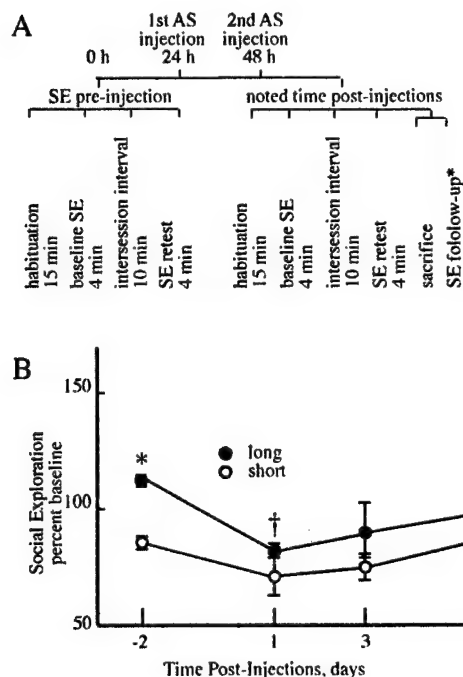 A
1st AS 2nd AS
injection injection
0 h 24 h 48 h
SE pre-injection noted time post-injections
habituation
15 min
baseline SE
4 min
intersession interval
10 min
SE retest
4 min
habituation
15 min
baseline SE
4 min
intersession interval
10 min
SE retest
4 min
sacrifice
SE fololow-up*
B
Social Exploration
percent baseline
150
100
50
*
†
long
short
-2 1 3
Time Post-Injections, days